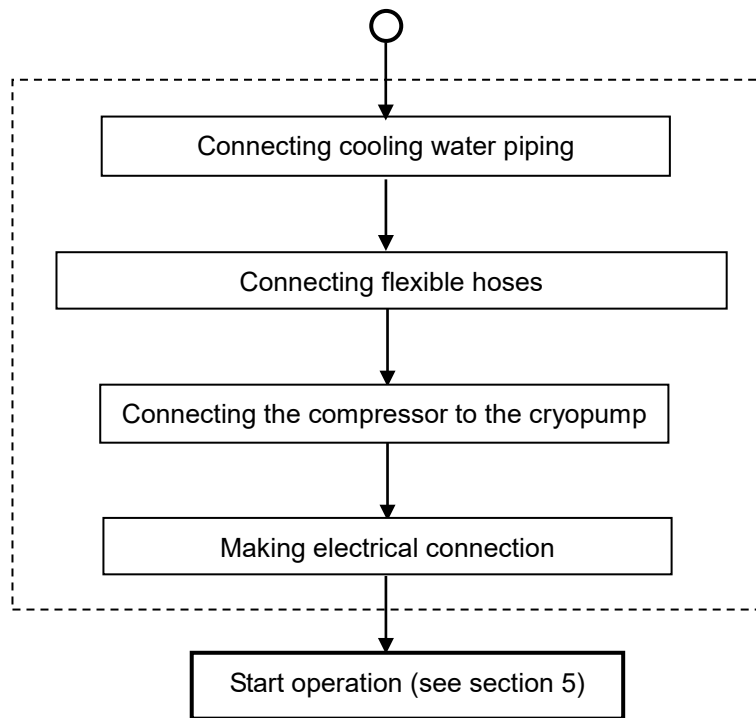 Connecting cooling water piping
Connecting flexible hoses
Connecting the compressor to the cryopump
Making electrical connection
Start operation (see section 5)